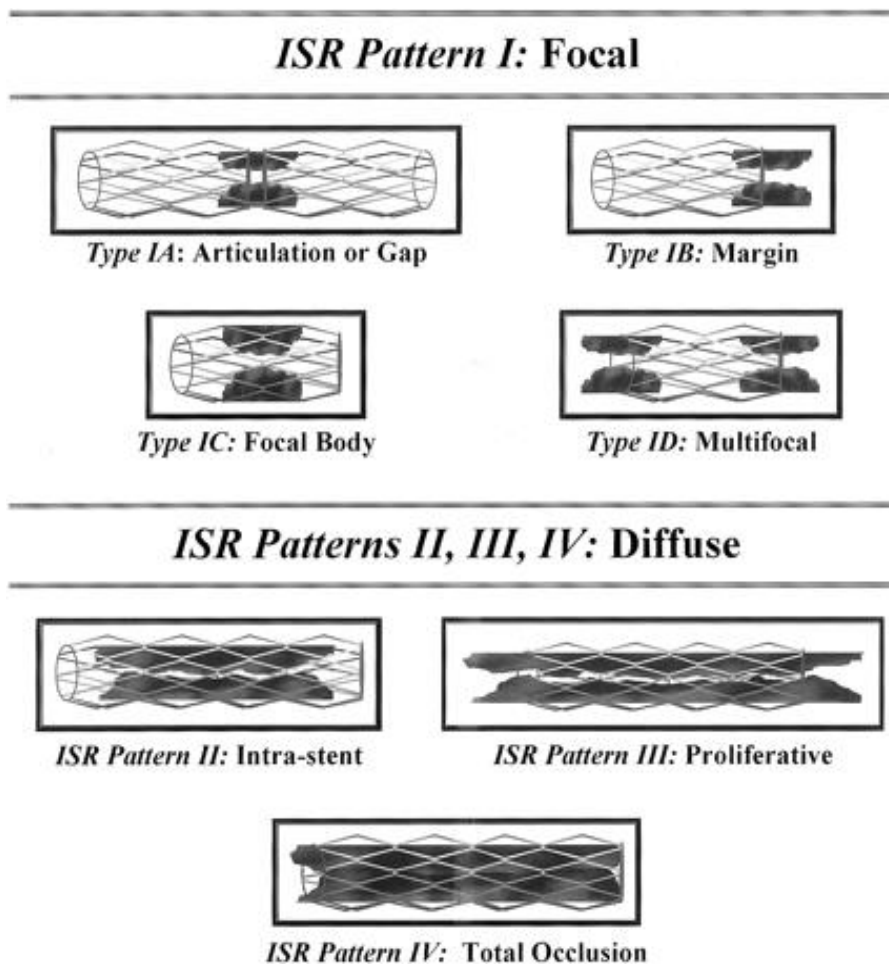 ISR Pattern I: Focal
Type IA: Articulation or Gap
Type IB: Margin
Type IC: Focal Body
Type ID: Multifocal
ISR Patterns II, III, IV: Diffuse
ISR Pattern II: Intra-stent
ISR Pattern III: Proliferative
ISR Pattern IV: Total Occlusion